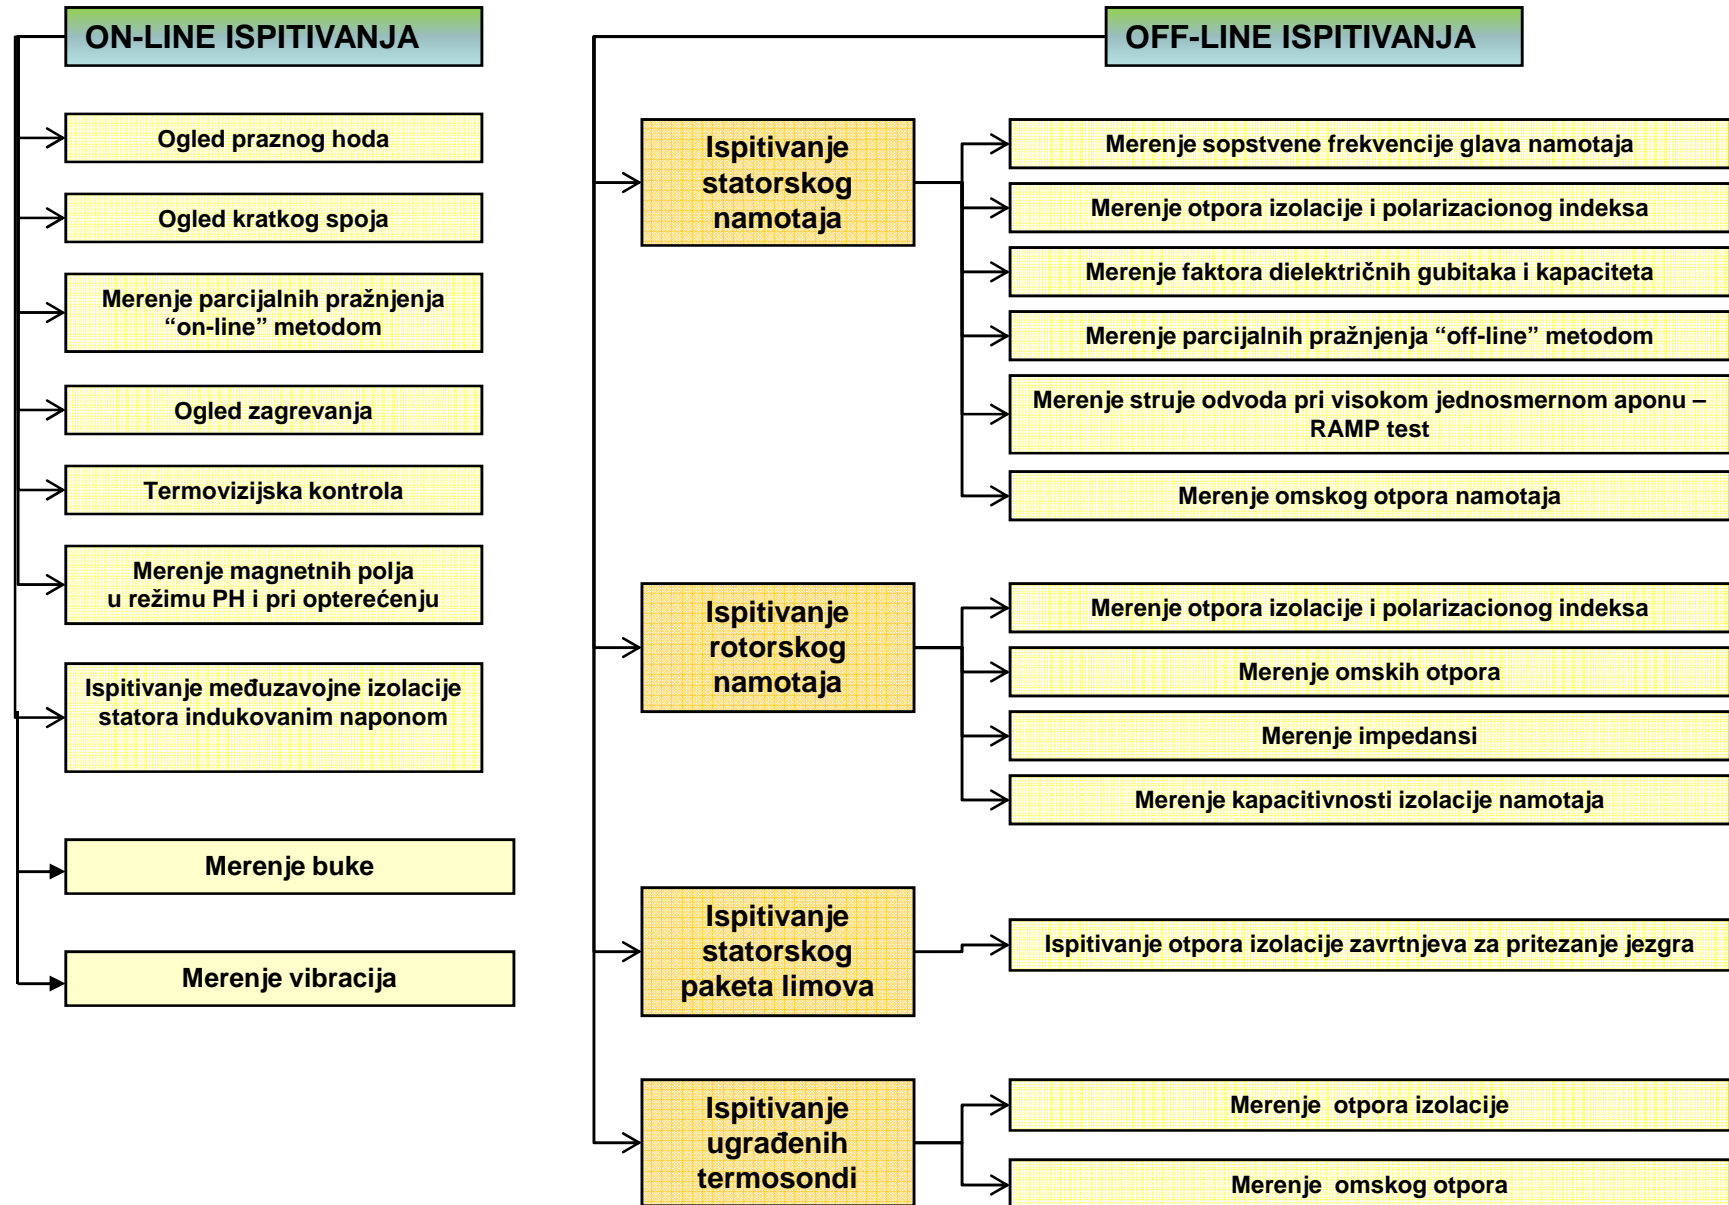 ON-LINE ISPITIVANJA
Ogled praznog hoda
Ogled kratkog spoja
Merenje parcijalnih pražnjenja
“on-line” metodom
Ogled zagrevanja
Termovizijska kontrola
Merenje magnetnih polja
u režimu PH i pri opterećenju
Ispitivanje međuzavojne izolacije
statora indukovanim naponom
Merenje buke
Merenje vibracija
OFF-LINE ISPITIVANJA
Ispitivanje
statorskog
namotaja
Merenje sopstvene frekvencije glava namotaja
Merenje otpora izolacije i polarizacionog indeksa
Merenje faktora dielektričnih gubitaka i kapaciteta
Merenje parcijalnih pražnjenja “off-line” metodom
Merenje struje odvoda pri visokom jednosmernom aponu –
RAMP test
Merenje omskog otpora namotaja
Ispitivanje
rotorskog
namotaja
Merenje otpora izolacije i polarizacionog indeksa
Merenje omskih otpora
Merenje impedansi
Merenje kapacitivnosti izolacije namotaja
Ispitivanje
statorskog
paketa limova
Ispitivanje otpora izolacije zavrtnjeva za pritezanje jezgra
Ispitivanje
ugrađenih
termosondi
Merenje otpora izolacije
Merenje omskog otpora